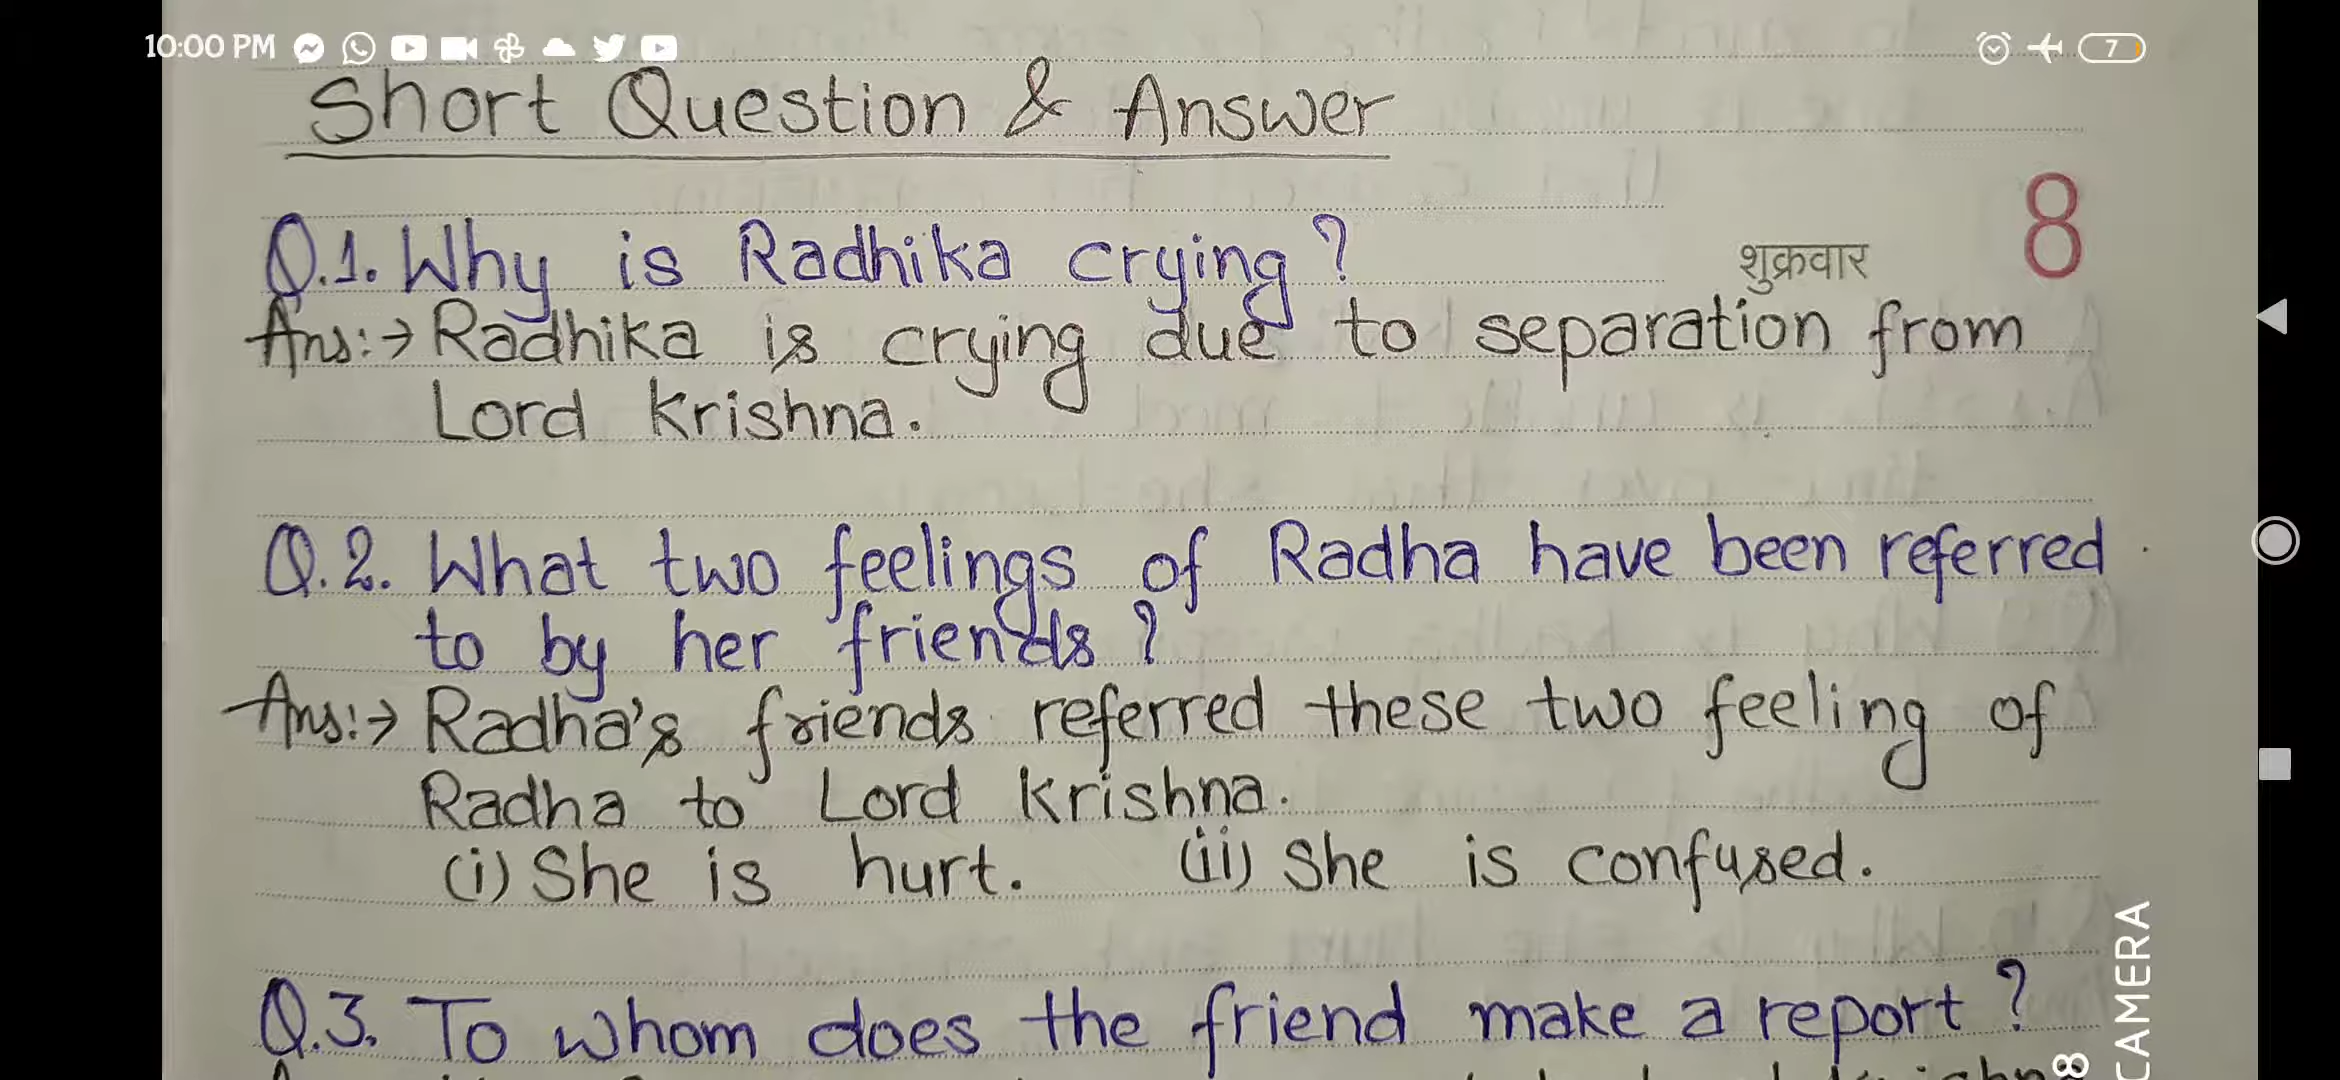 10:00 PM
7
Short Question & Answer
8
Q.1. Why is Radhika crying?
शुक्रवार
Ans:→ Radhika is crying due to separation from
Lord Krishna.
Q.2. What two feelings of Radha have been referred
to by her friends?
Ans:→ Radha's friends referred these two feeling of
Radha to Lord Krishna.
(i) She is hurt. (ii) She is confused.
Q.3. To whom does the friend make a report?
CAMERA
8